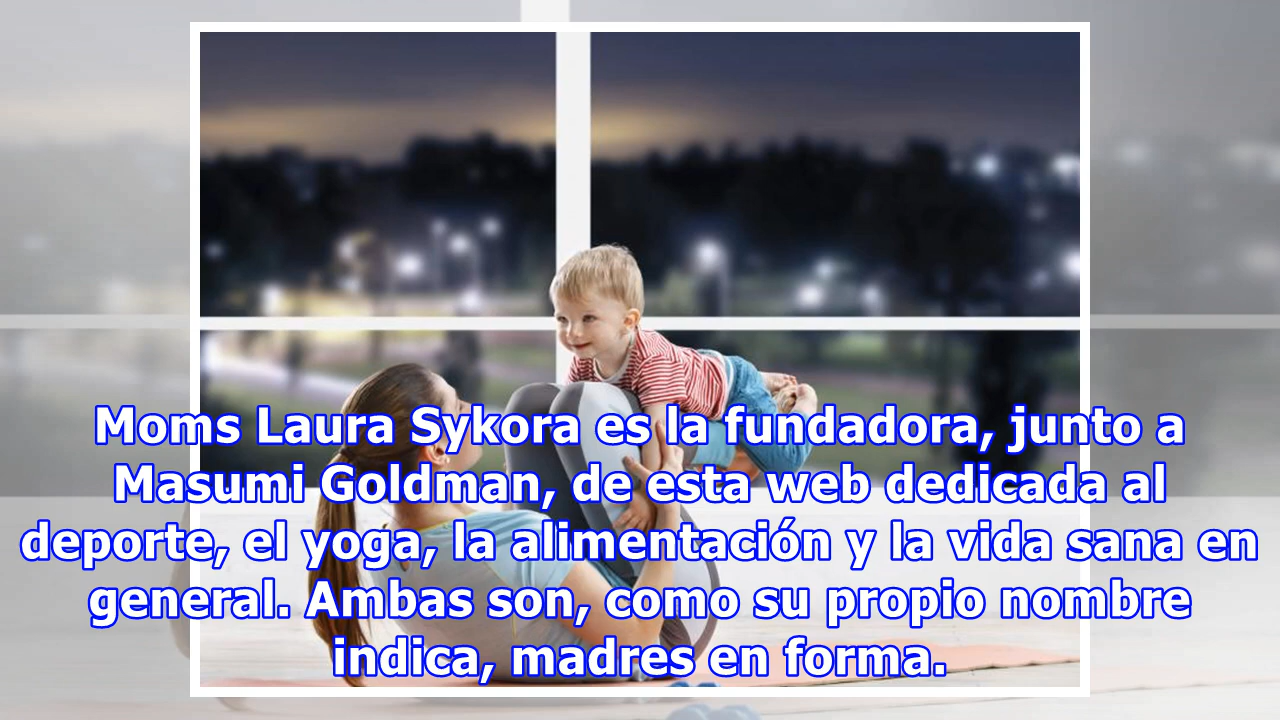 Moms Laura Sykora es la fundadora, junto a
Masumi Goldman, de esta web dedicada al
deporte, el yoga, la alimentación y la vida sana en
general. Ambas son, como su propio nombre
indica, madres en forma.